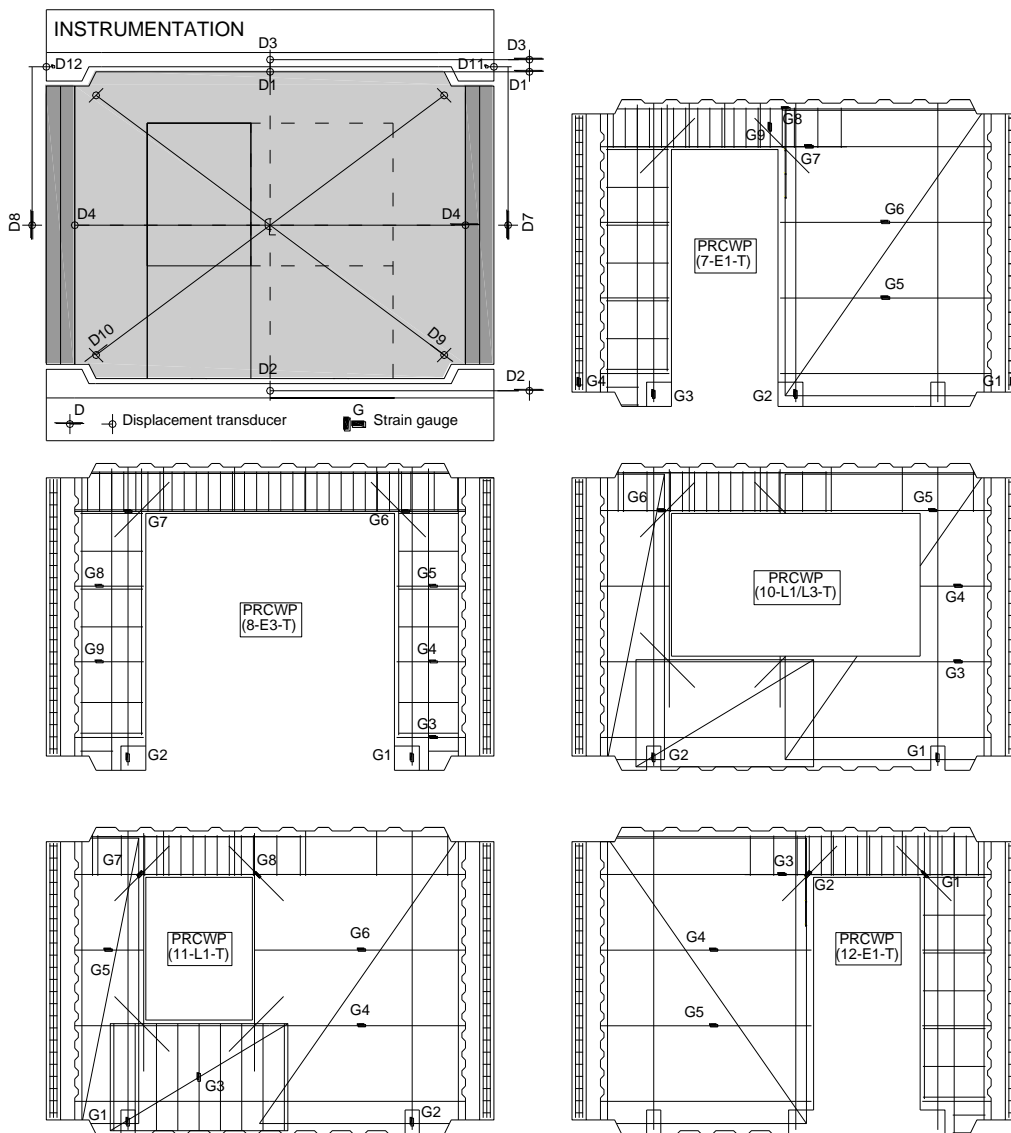 INSTRUMENTATION
D3
D3
D12
D11
D1
D1
D8
D4
D4
D7
D10
D9
D2
D2
D
G
Displacement transducer
Strain gauge
G8
G9
G7
G6
PRCWP
(7-E1-T)
G5
G4
G3
G2
G1
G7
G6
G8
G5
PRCWP
(8-E3-T)
G9
G4
G3
G2
G1
G6
G5
PRCWP
(10-L1/L3-T)
G4
G3
G2
G1
G7
G8
PRCWP
(11-L1-T)
G6
G5
G4
G3
G1
G2
G3
G2
G1
G4
PRCWP
(12-E1-T)
G5